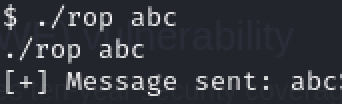 $ ./rop abc
./rop abc
[+] Message sent: abc$